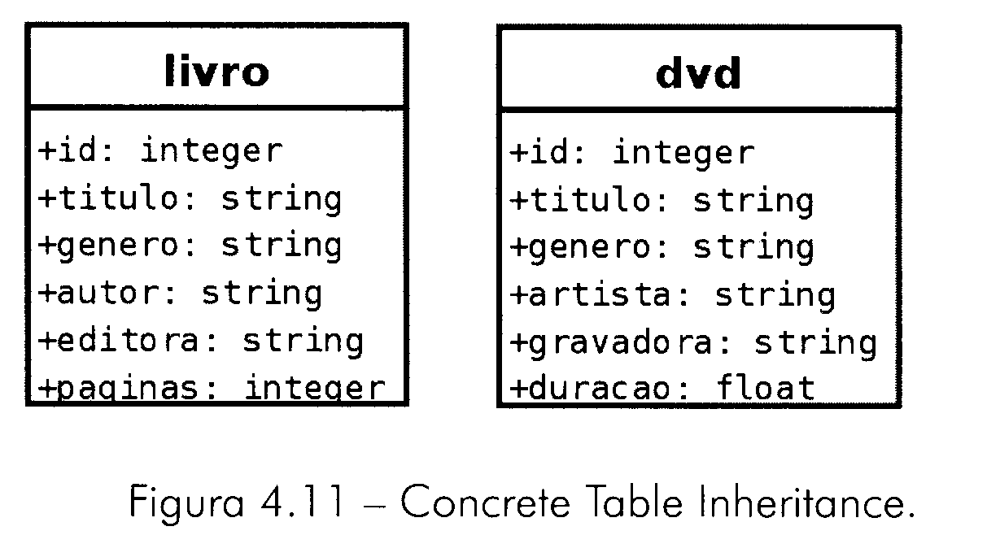 livro
+id: integer
+titulo: string
+genero: string
+autor: string
+editora: string
+paginas: integer
dvd
+id: integer
+titulo: string
+genero: string
+artista: string
+gravadora: string
+duracao: float
Figura 4.11 – Concrete Table Inheritance.